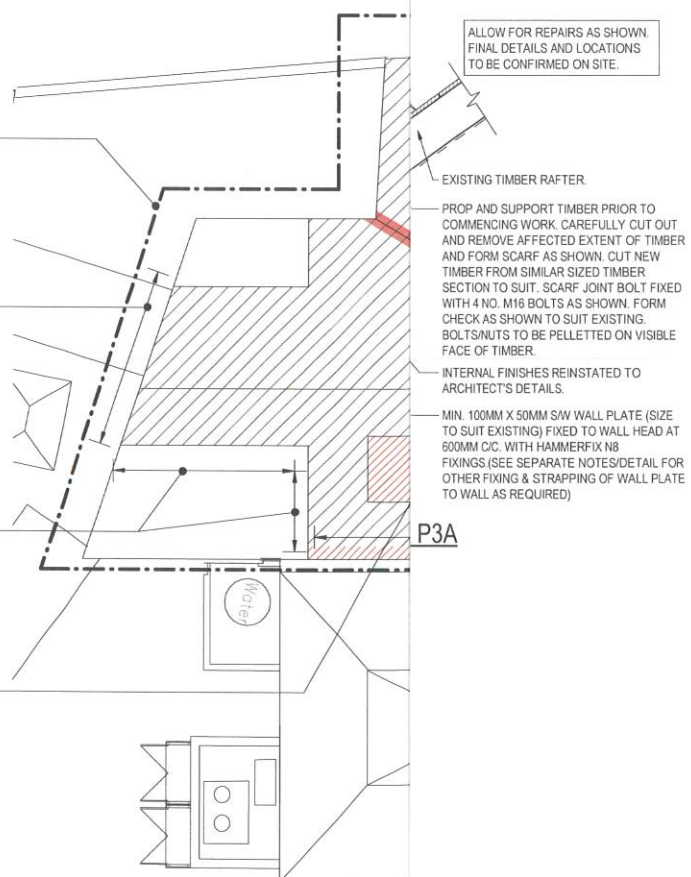 ALLOW FOR REPAIRS AS SHOWN.
FINAL DETAILS AND LOCATIONS
TO BE CONFIRMED ON SITE.
EXISTING TIMBER RAFTER.
PROP AND SUPPORT TIMBER PRIOR TO
COMMENCING WORK. CAREFULLY CUT OUT
AND REMOVE AFFECTED EXTENT OF TIMBER
AND FORM SCARF AS SHOWN. CUT NEW
TIMBER FROM SIMILAR SIZED TIMBER
SECTION TO SUIT. SCARF JOINT BOLT FIXED
WITH 4 NO. M16 BOLTS AS SHOWN. FORM
CHECK AS SHOWN TO SUIT EXISTING.
BOLTS/NUTS TO BE PELLETTED ON VISIBLE
FACE OF TIMBER.
INTERNAL FINISHES REINSTATED TO
ARCHITECT'S DETAILS.
MIN. 100MM X 50MM S/W WALL PLATE (SIZE
TO SUIT EXISTING) FIXED TO WALL HEAD AT
600MM C/C. WITH HAMMERFIX N8
FIXINGS.(SEE SEPARATE NOTES/DETAIL FOR
OTHER FIXING & STRAPPING OF WALL PLATE
TO WALL AS REQUIRED)
P3A
Water